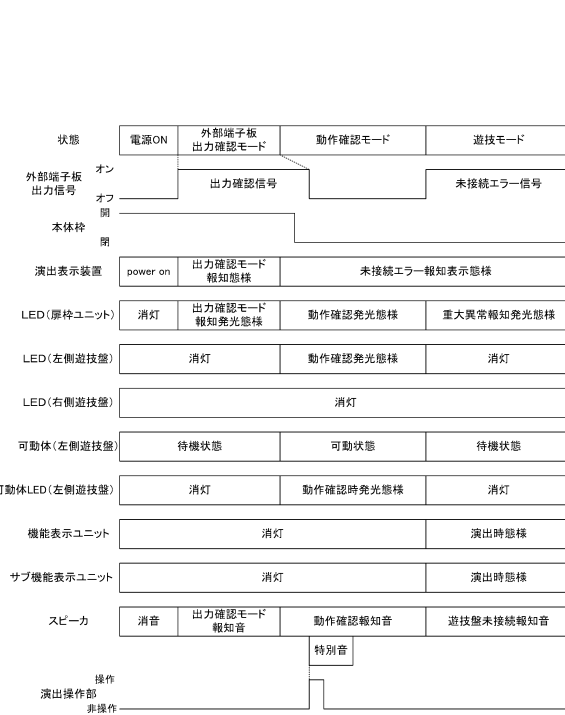 状態 電源ON 外部端子板 出力確認モード 動作確認モード 遊技モード
外部端子板 出力信号 オン オフ 出力確認信号 未接続エラー信号
本体枠 開 閉
演出表示装置 power on 出力確認モード 報知態様 未接続エラー報知表示態様
LED(扉枠ユニット) 消灯 出力確認モード 報知発光態様 動作確認発光態様 重大異常報知発光態様
LED(左側遊技盤) 消灯 動作確認発光態様 消灯
LED(右側遊技盤) 消灯
可動体(左側遊技盤) 待機状態 可動状態 待機状態
可動体LED(左側遊技盤) 消灯 動作確認時発光態様 消灯
機能表示ユニット 消灯 演出時態様
サブ機能表示ユニット 消灯 演出時態様
スピーカ 消音 出力確認モード 報知音 動作確認報知音 遊技盤未接続報知音
特別音
演出操作部 操作 非操作